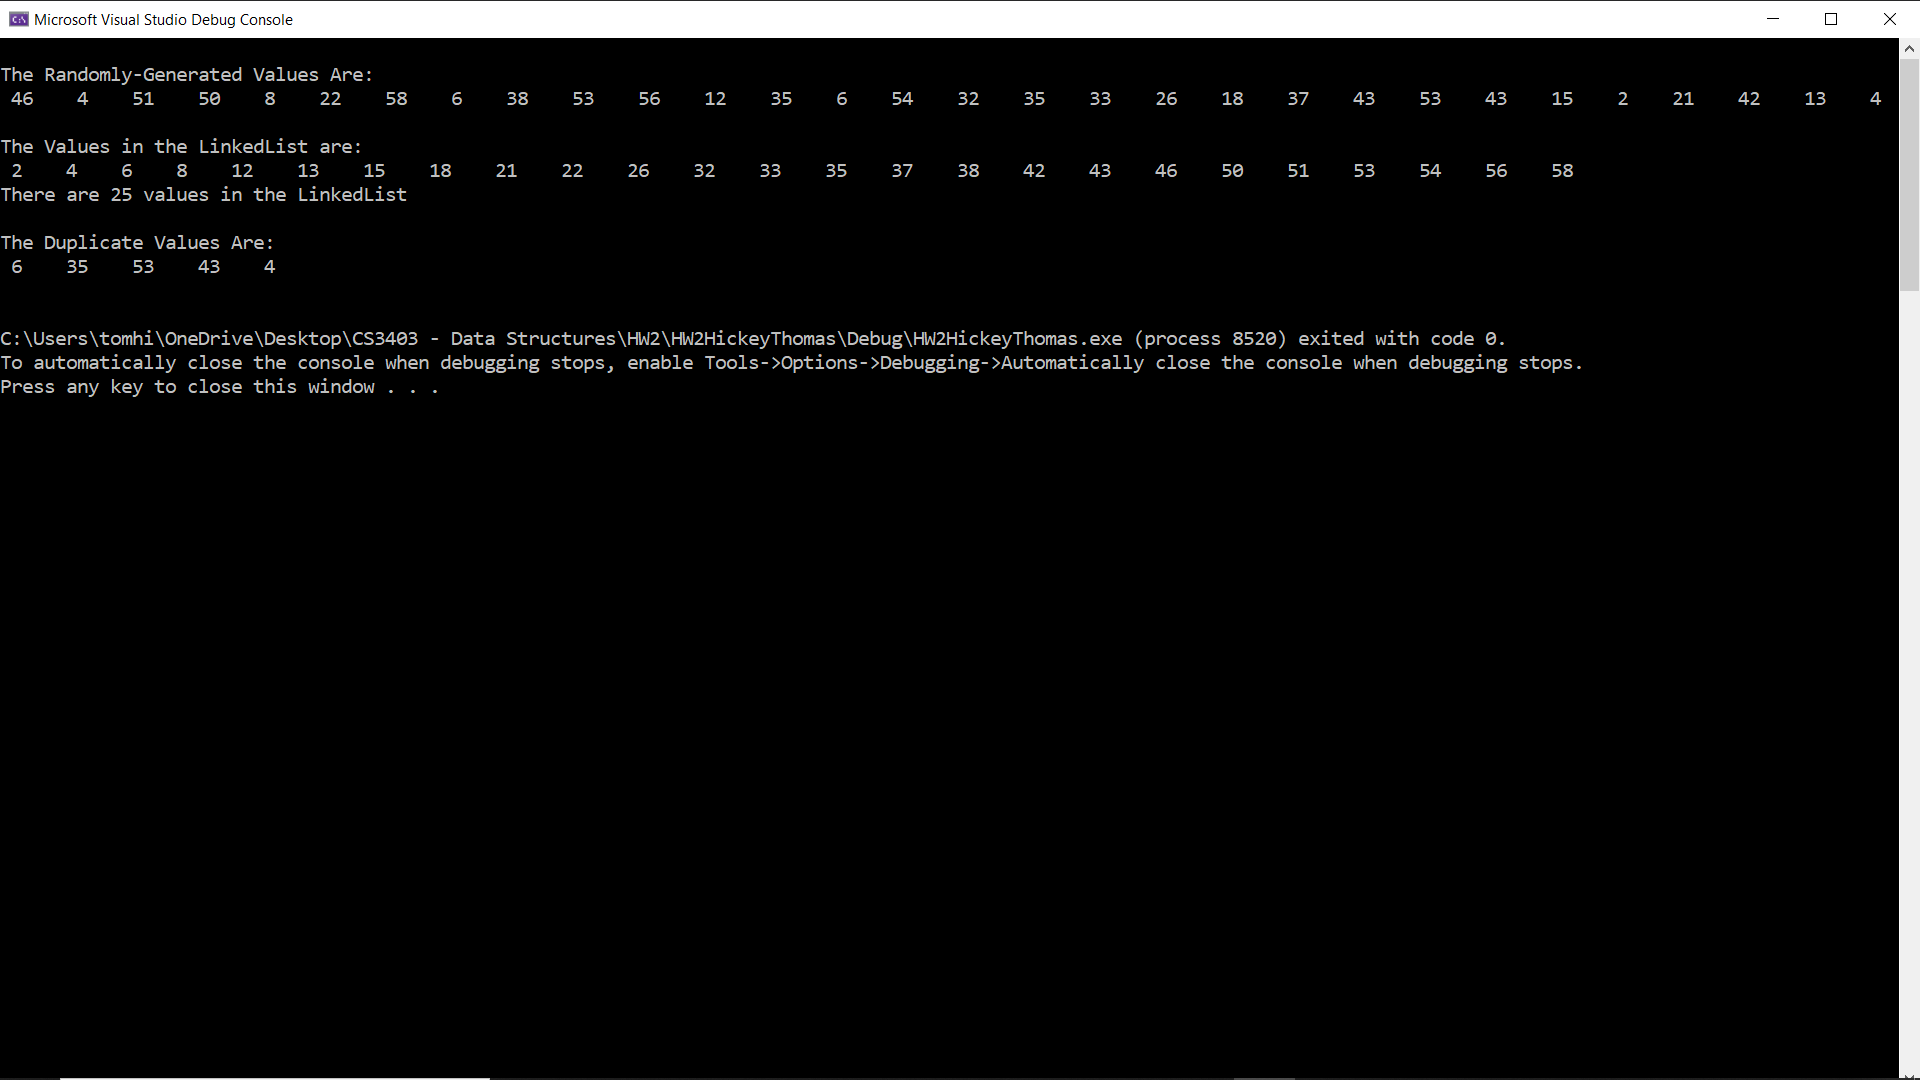 Microsoft Visual Studio Debug Console
The Randomly-Generated Values Are:
46 4 51 50 8 22 58 6 38 53 56 12 35 6 54 32 35 33 26 18 37 43 53 43 15 2 21 42 13 4
The Values in the LinkedList are:
2 4 6 8 12 13 15 18 21 22 26 32 33 35 37 38 42 43 46 50 51 53 54 56 58
There are 25 values in the LinkedList
The Duplicate Values Are:
6 35 53 43 4
C:\Users\tomhi\OneDrive\Desktop\CS3403 - Data Structures\HW2\HW2HickeyThomas\Debug\HW2HickeyThomas.exe (process 8520) exited with code 0.
To automatically close the console when debugging stops, enable Tools->Options->Debugging->Automatically close the console when debugging stops.
Press any key to close this window . . .